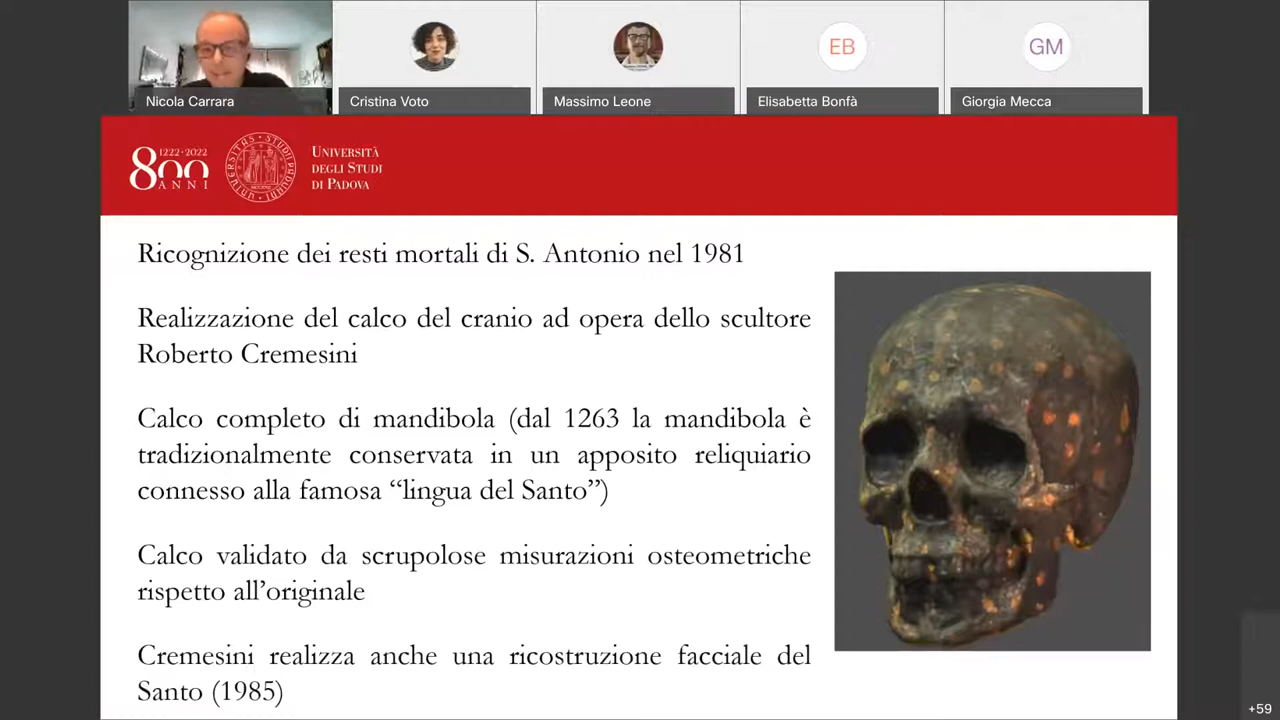 Nicola Carrara
Cristina Voto
Massimo Leone
EB
Elisabetta Bonfà
GM
Giorgia Mecca
1222·2022
800
ANNI
UNIVERSITÀ
DEGLI STUDI
DI PADOVA
Ricognizione dei resti mortali di S. Antonio nel 1981
Realizzazione del calco del cranio ad opera dello scultore
Roberto Cremesini
Calco completo di mandibola (dal 1263 la mandibola è
tradizionalmente conservata in un apposito reliquiario
connesso alla famosa “lingua del Santo”)
Calco validato da scrupolose misurazioni osteometriche
rispetto all’originale
Cremesini realizza anche una ricostruzione facciale del
Santo (1985)
+59